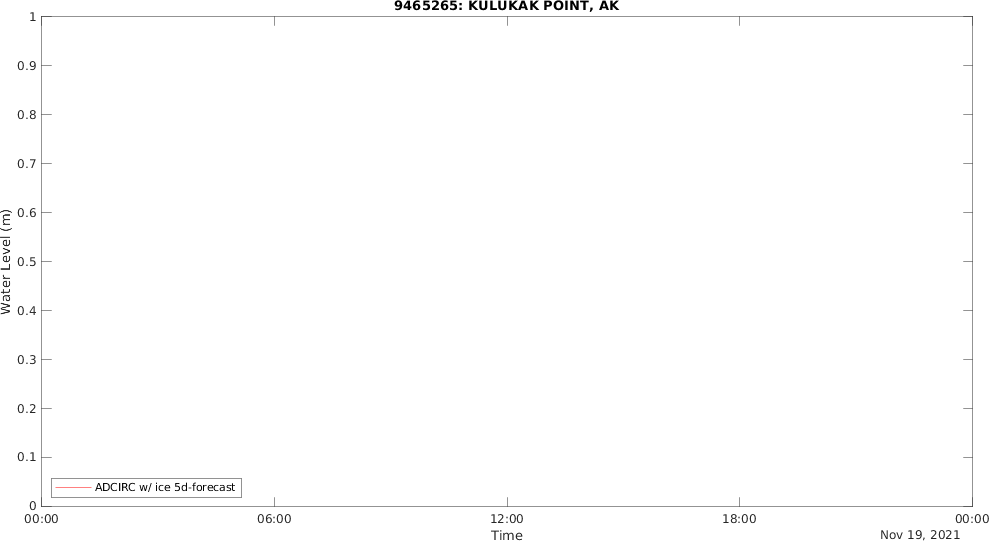 9465265: KULUKAK POINT, AK
1
0.9
0.8
0.7
0.6
0.5
0.4
0.3
0.2
0.1
0
Water Level (m)
ADCIRC w/ ice 5d-forecast
00:00 06:00 12:00 18:00 00:00
Time
Nov 19, 2021